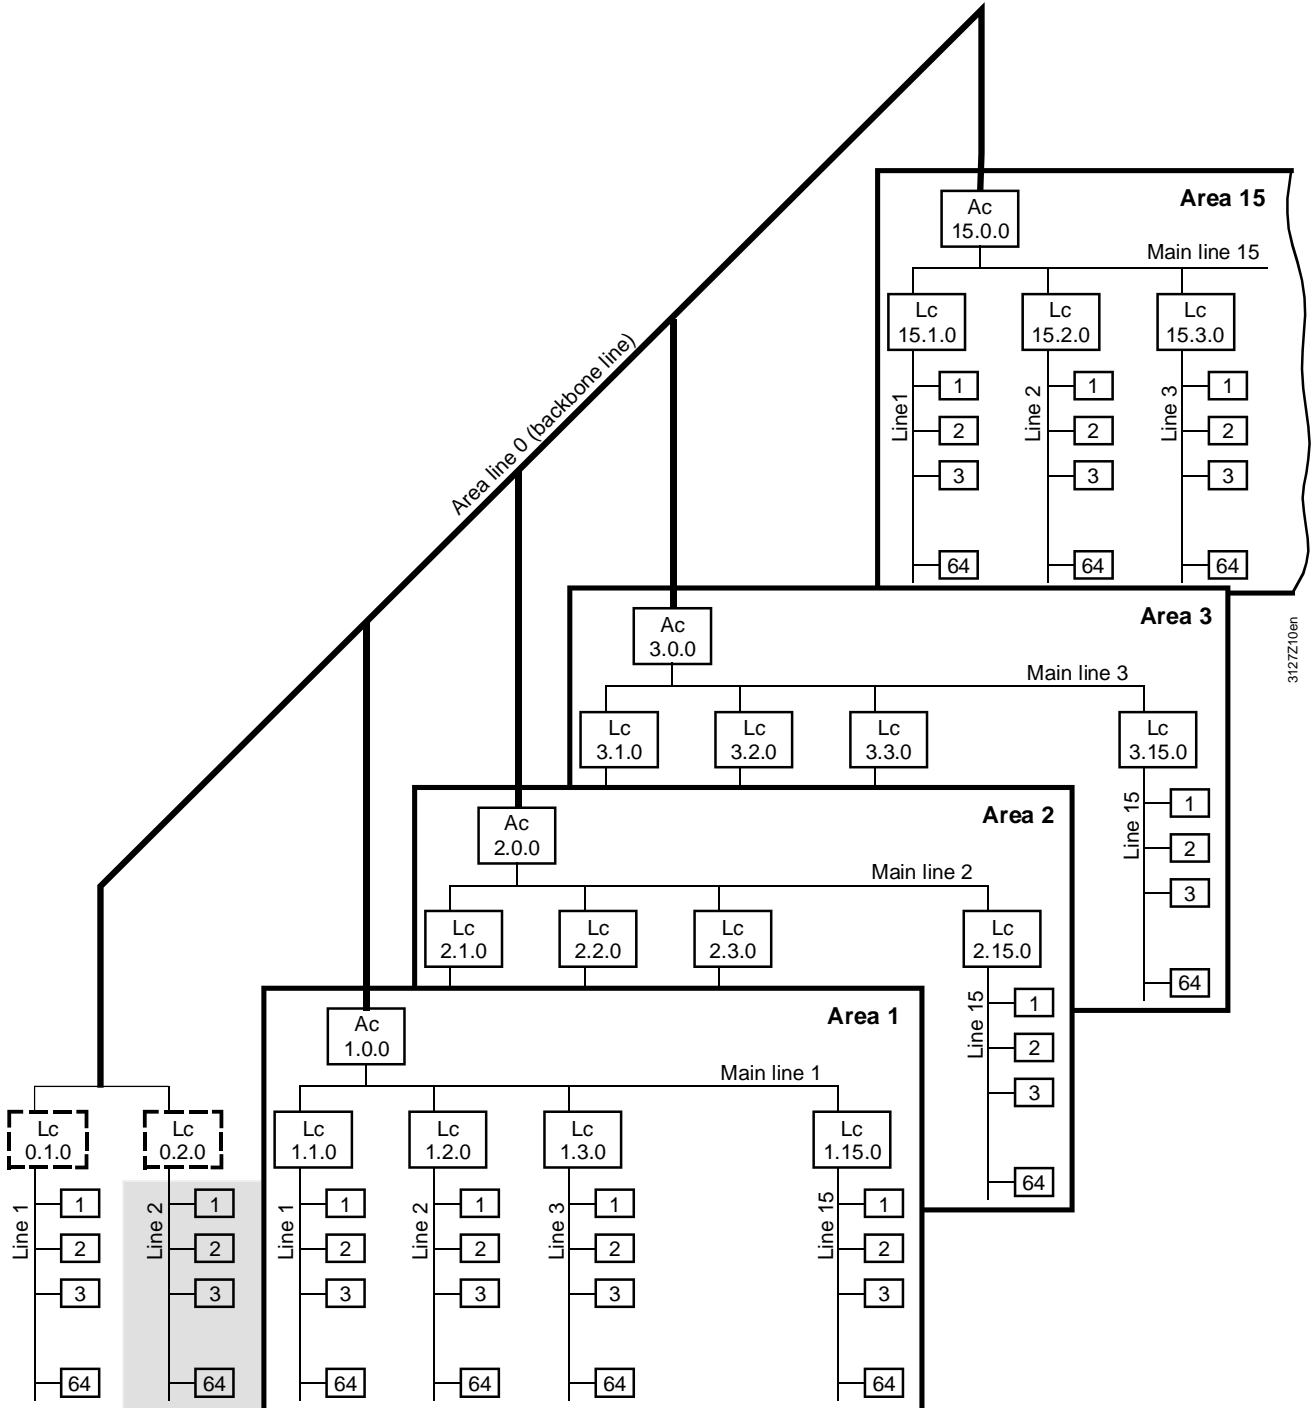 Area 15
Ac
15.0.0
Main line 15
Lc
15.1.0
Lc
15.2.0
Lc
15.3.0
Line1
1
2
3
64
Line 2
1
2
3
64
Line 3
1
2
3
64
Area line 0 (backbone line)
3127Z10en
Area 3
Ac
3.0.0
Main line 3
Lc
3.1.0
Lc
3.2.0
Lc
3.3.0
Lc
3.15.0
Line 15
1
2
3
64
Area 2
Ac
2.0.0
Main line 2
Lc
2.1.0
Lc
2.2.0
Lc
2.3.0
Lc
2.15.0
Line 15
1
2
3
64
Area 1
Ac
1.0.0
Main line 1
Lc
0.1.0
Lc
0.2.0
Lc
1.1.0
Lc
1.2.0
Lc
1.3.0
Lc
1.15.0
Line 1
1
2
3
64
Line 2
1
2
3
64
Line 1
1
2
3
64
Line 2
1
2
3
64
Line 3
1
2
3
64
Line 15
1
2
3
64